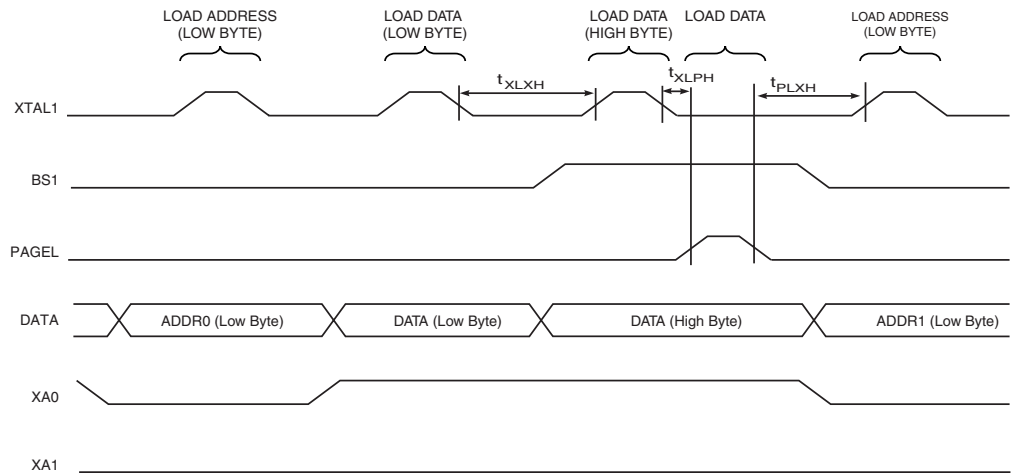 LOAD ADDRESS
(LOW BYTE)
LOAD DATA
(LOW BYTE)
LOAD DATA
(HIGH BYTE)
LOAD DATA
LOAD ADDRESS
(LOW BYTE)
tXLXH
tXLPH
tPLXH
XTAL1
BS1
PAGEL
DATA
ADDR0 (Low Byte)
DATA (Low Byte)
DATA (High Byte)
ADDR1 (Low Byte)
XA0
XA1